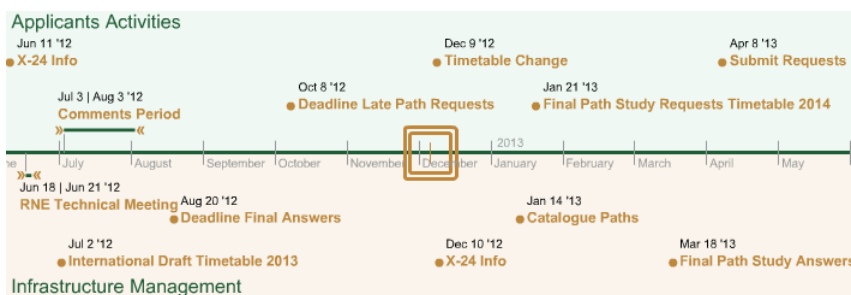 Applicants Activities
Jun 11 '12
X-24 Info
Dec 9 '12
Timetable Change
Apr 8 '13
Submit Requests
Oct 8 '12
Deadline Late Path Requests
Jan 21 '13
Final Path Study Requests Timetable 2014
Jul 3 | Aug 3 '12
Comments Period
2013
ne
July
August
September
October
November
December
January
February
March
April
May
Jun 18 | Jun 21 '12
RNE Technical Meeting
Aug 20 '12
Deadline Final Answers
Jan 14 '13
Catalogue Paths
Jul 2 '12
International Draft Timetable 2013
Dec 10 '12
X-24 Info
Mar 18 '13
Final Path Study Answers
Infrastructure Management